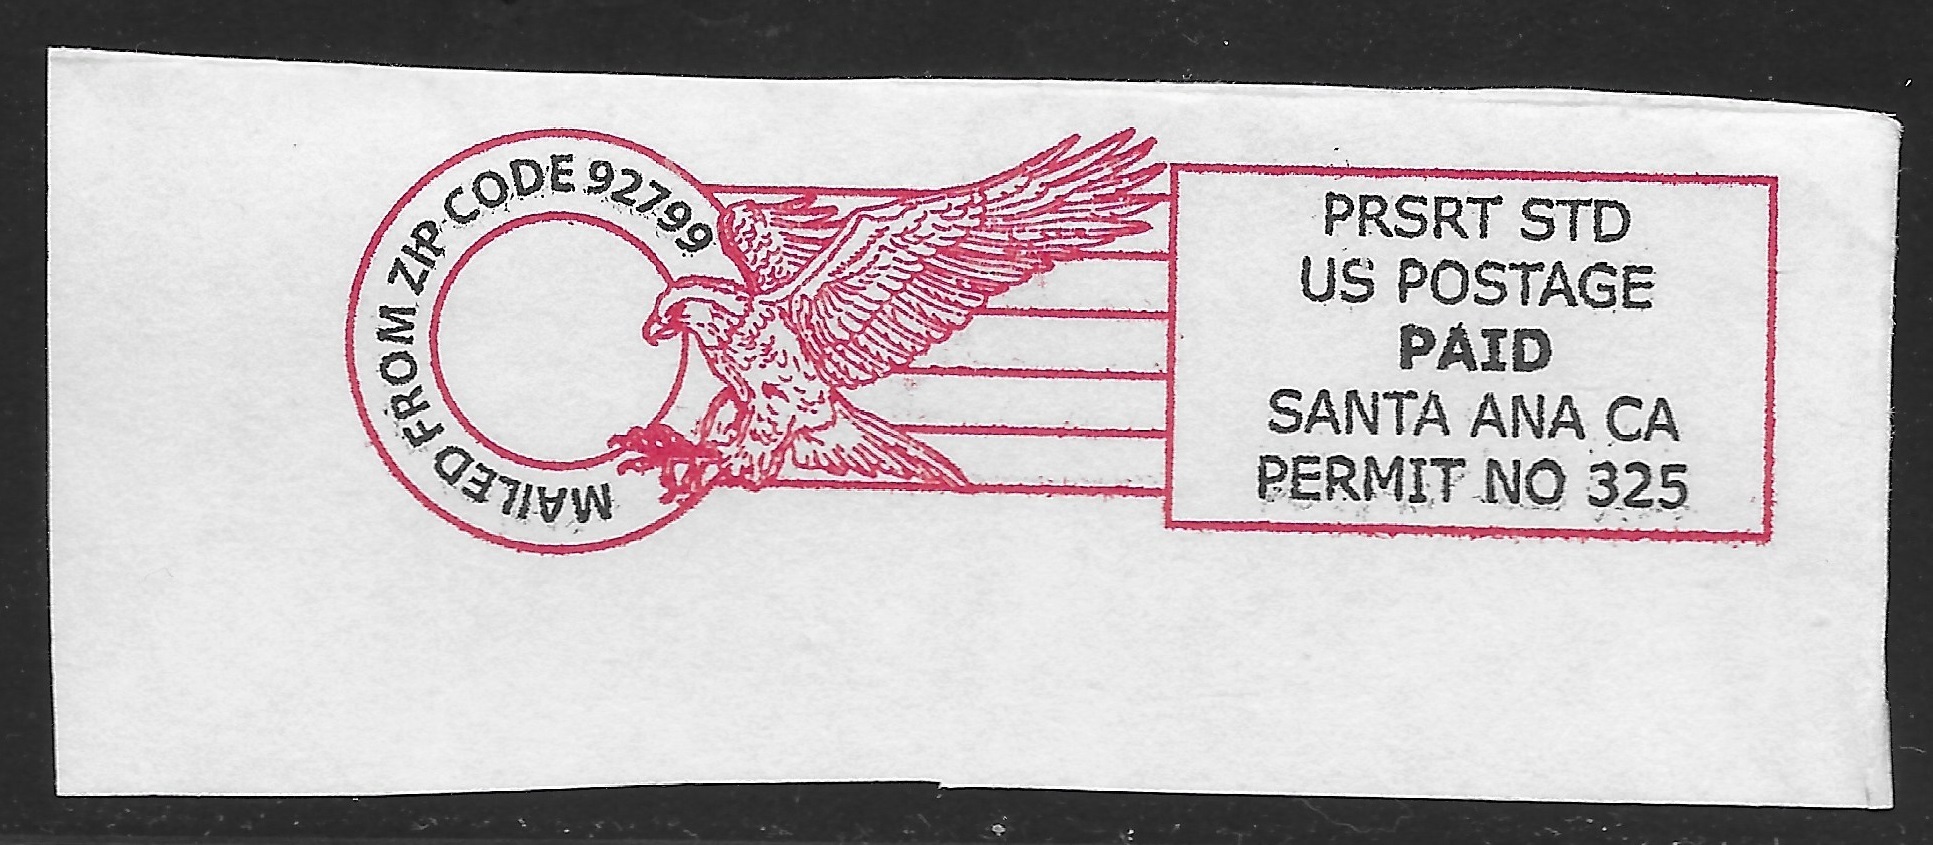 MAILED FROM ZIP CODE 92799
PRSRT STD
US POSTAGE
PAID
SANTA ANA CA
PERMIT NO 325